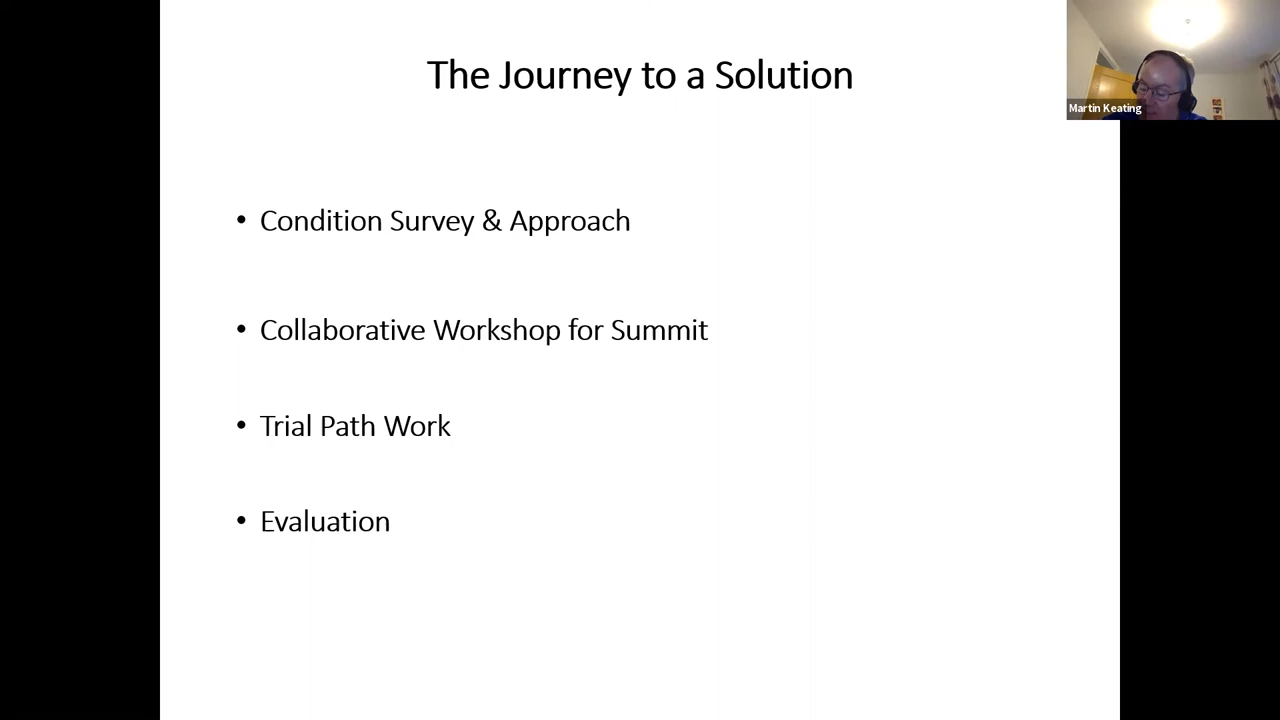 The Journey to a Solution
Martin Keating
• Condition Survey & Approach
• Collaborative Workshop for Summit
• Trial Path Work
• Evaluation